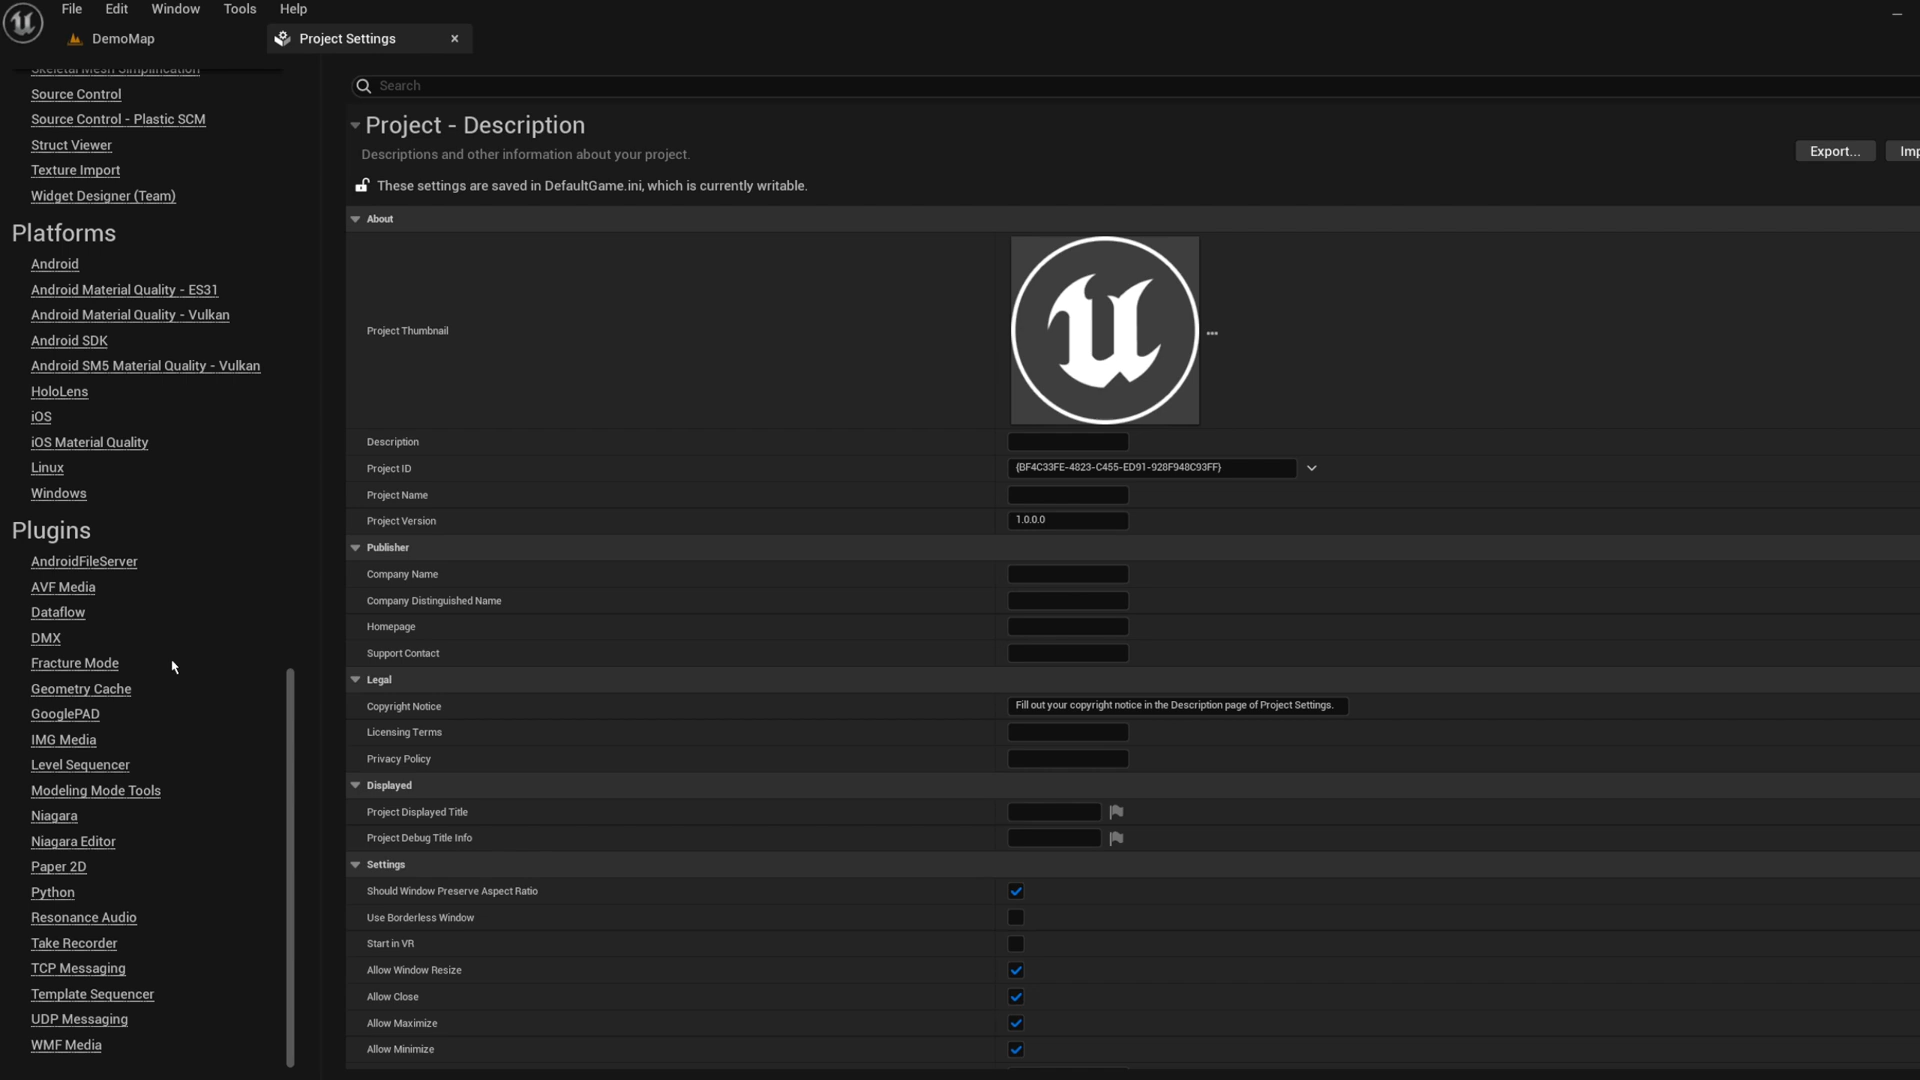 File Edit Window Tools Help
DemoMap
Project Settings
Skeletal Mesh Simplification
Source Control
Source Control - Plastic SCM
Struct Viewer
Texture Import
Widget Designer (Team)
Platforms
Android
Android Material Quality - ES31
Android Material Quality - Vulkan
Android SDK
Android SM5 Material Quality - Vulkan
HoloLens
iOS
iOS Material Quality
Linux
Windows
Plugins
AndroidFileServer
AVF Media
Dataflow
DMX
Fracture Mode
Geometry Cache
GooglePAD
IMG Media
Level Sequencer
Modeling Mode Tools
Niagara
Niagara Editor
Paper 2D
Python
Resonance Audio
Take Recorder
TCP Messaging
Template Sequencer
UDP Messaging
WMF Media
Search
Project - Description
Descriptions and other information about your project.
Export... Imp
These settings are saved in DefaultGame.ini, which is currently writable.
About
Project Thumbnail
Description
Project ID {BF4C33FE-4823-C455-ED91-928F948C93FF}
Project Name
Project Version 1.0.0.0
Publisher
Company Name
Company Distinguished Name
Homepage
Support Contact
Legal
Copyright Notice Fill out your copyright notice in the Description page of Project Settings.
Licensing Terms
Privacy Policy
Displayed
Project Displayed Title
Project Debug Title Info
Settings
Should Window Preserve Aspect Ratio
Use Borderless Window
Start in VR
Allow Window Resize
Allow Close
Allow Maximize
Allow Minimize